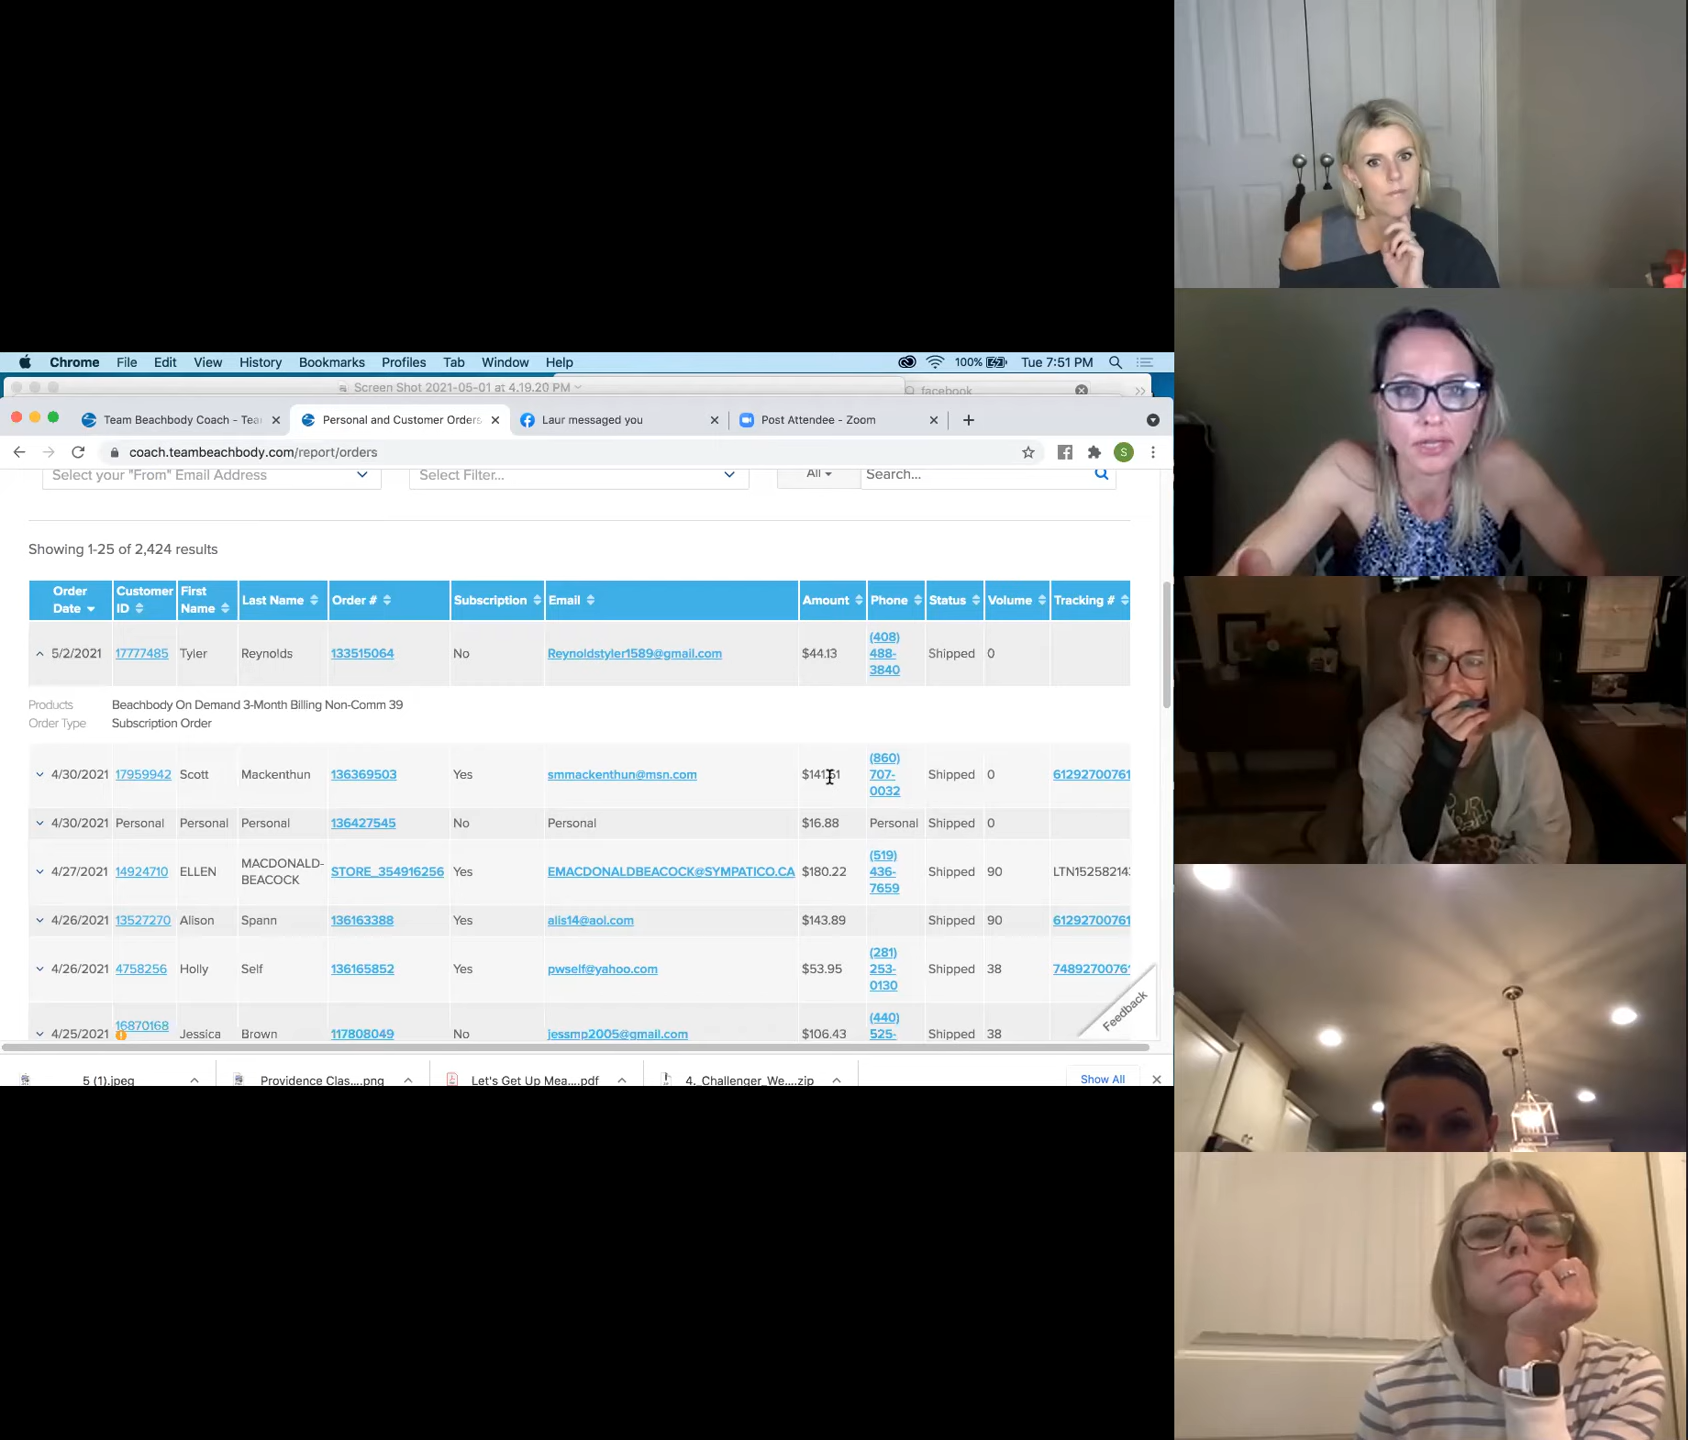 Chrome File Edit View History Bookmarks Profiles Tab Window Help 100% Tue 7:51 PM
Screen Shot 2021-05-01 at 4.19.20 PM facebook
Team Beachbody Coach - Tea Personal and Customer Orders Laur messaged you Post Attendee - Zoom
coach.teambeachbody.com/report/orders S
Select your "From" Email Address Select Filter... All Search...
Showing 1-25 of 2,424 results
Order Date Customer ID First Name Last Name Order # Subscription Email Amount Phone Status Volume Tracking #
5/2/2021 17777485 Tyler Reynolds 133515064 No Reynoldstyler1589@gmail.com $44.13 (408) 488-3840 Shipped 0
Products Beachbody On Demand 3-Month Billing Non-Comm 39
Order Type Subscription Order
4/30/2021 17959942 Scott Mackenthun 136369503 Yes smmackenthun@msn.com (860) 707-0032 Shipped 0 61292700761
4/30/2021 Personal Personal Personal 136427545 No Personal $16.88 Personal Shipped 0
4/27/2021 14924710 ELLEN MACDONALD-BEACOCK STORE_354916256 Yes EMACDONALDBEACOCK@SYMPATICO.CA $180.22 (519) 436-7659 Shipped 90 LTN15258214
4/26/2021 13527270 Alison Spann 136163388 Yes alis14@aol.com $143.89 Shipped 90 61292700761
4/26/2021 4758256 Holly Self 136165852 Yes pwself@yahoo.com $53.95 (281) 253-0130 Shipped 38 7489270076
4/25/2021 16870168 Jessica Brown 117808049 No jessmp2005@gmail.com $106.43 (440) 525- Shipped 38
Feedback
5 (1).jpeg Providence Clas....png Let's Get Up Mea....pdf 4._Challenger_We....zip Show All